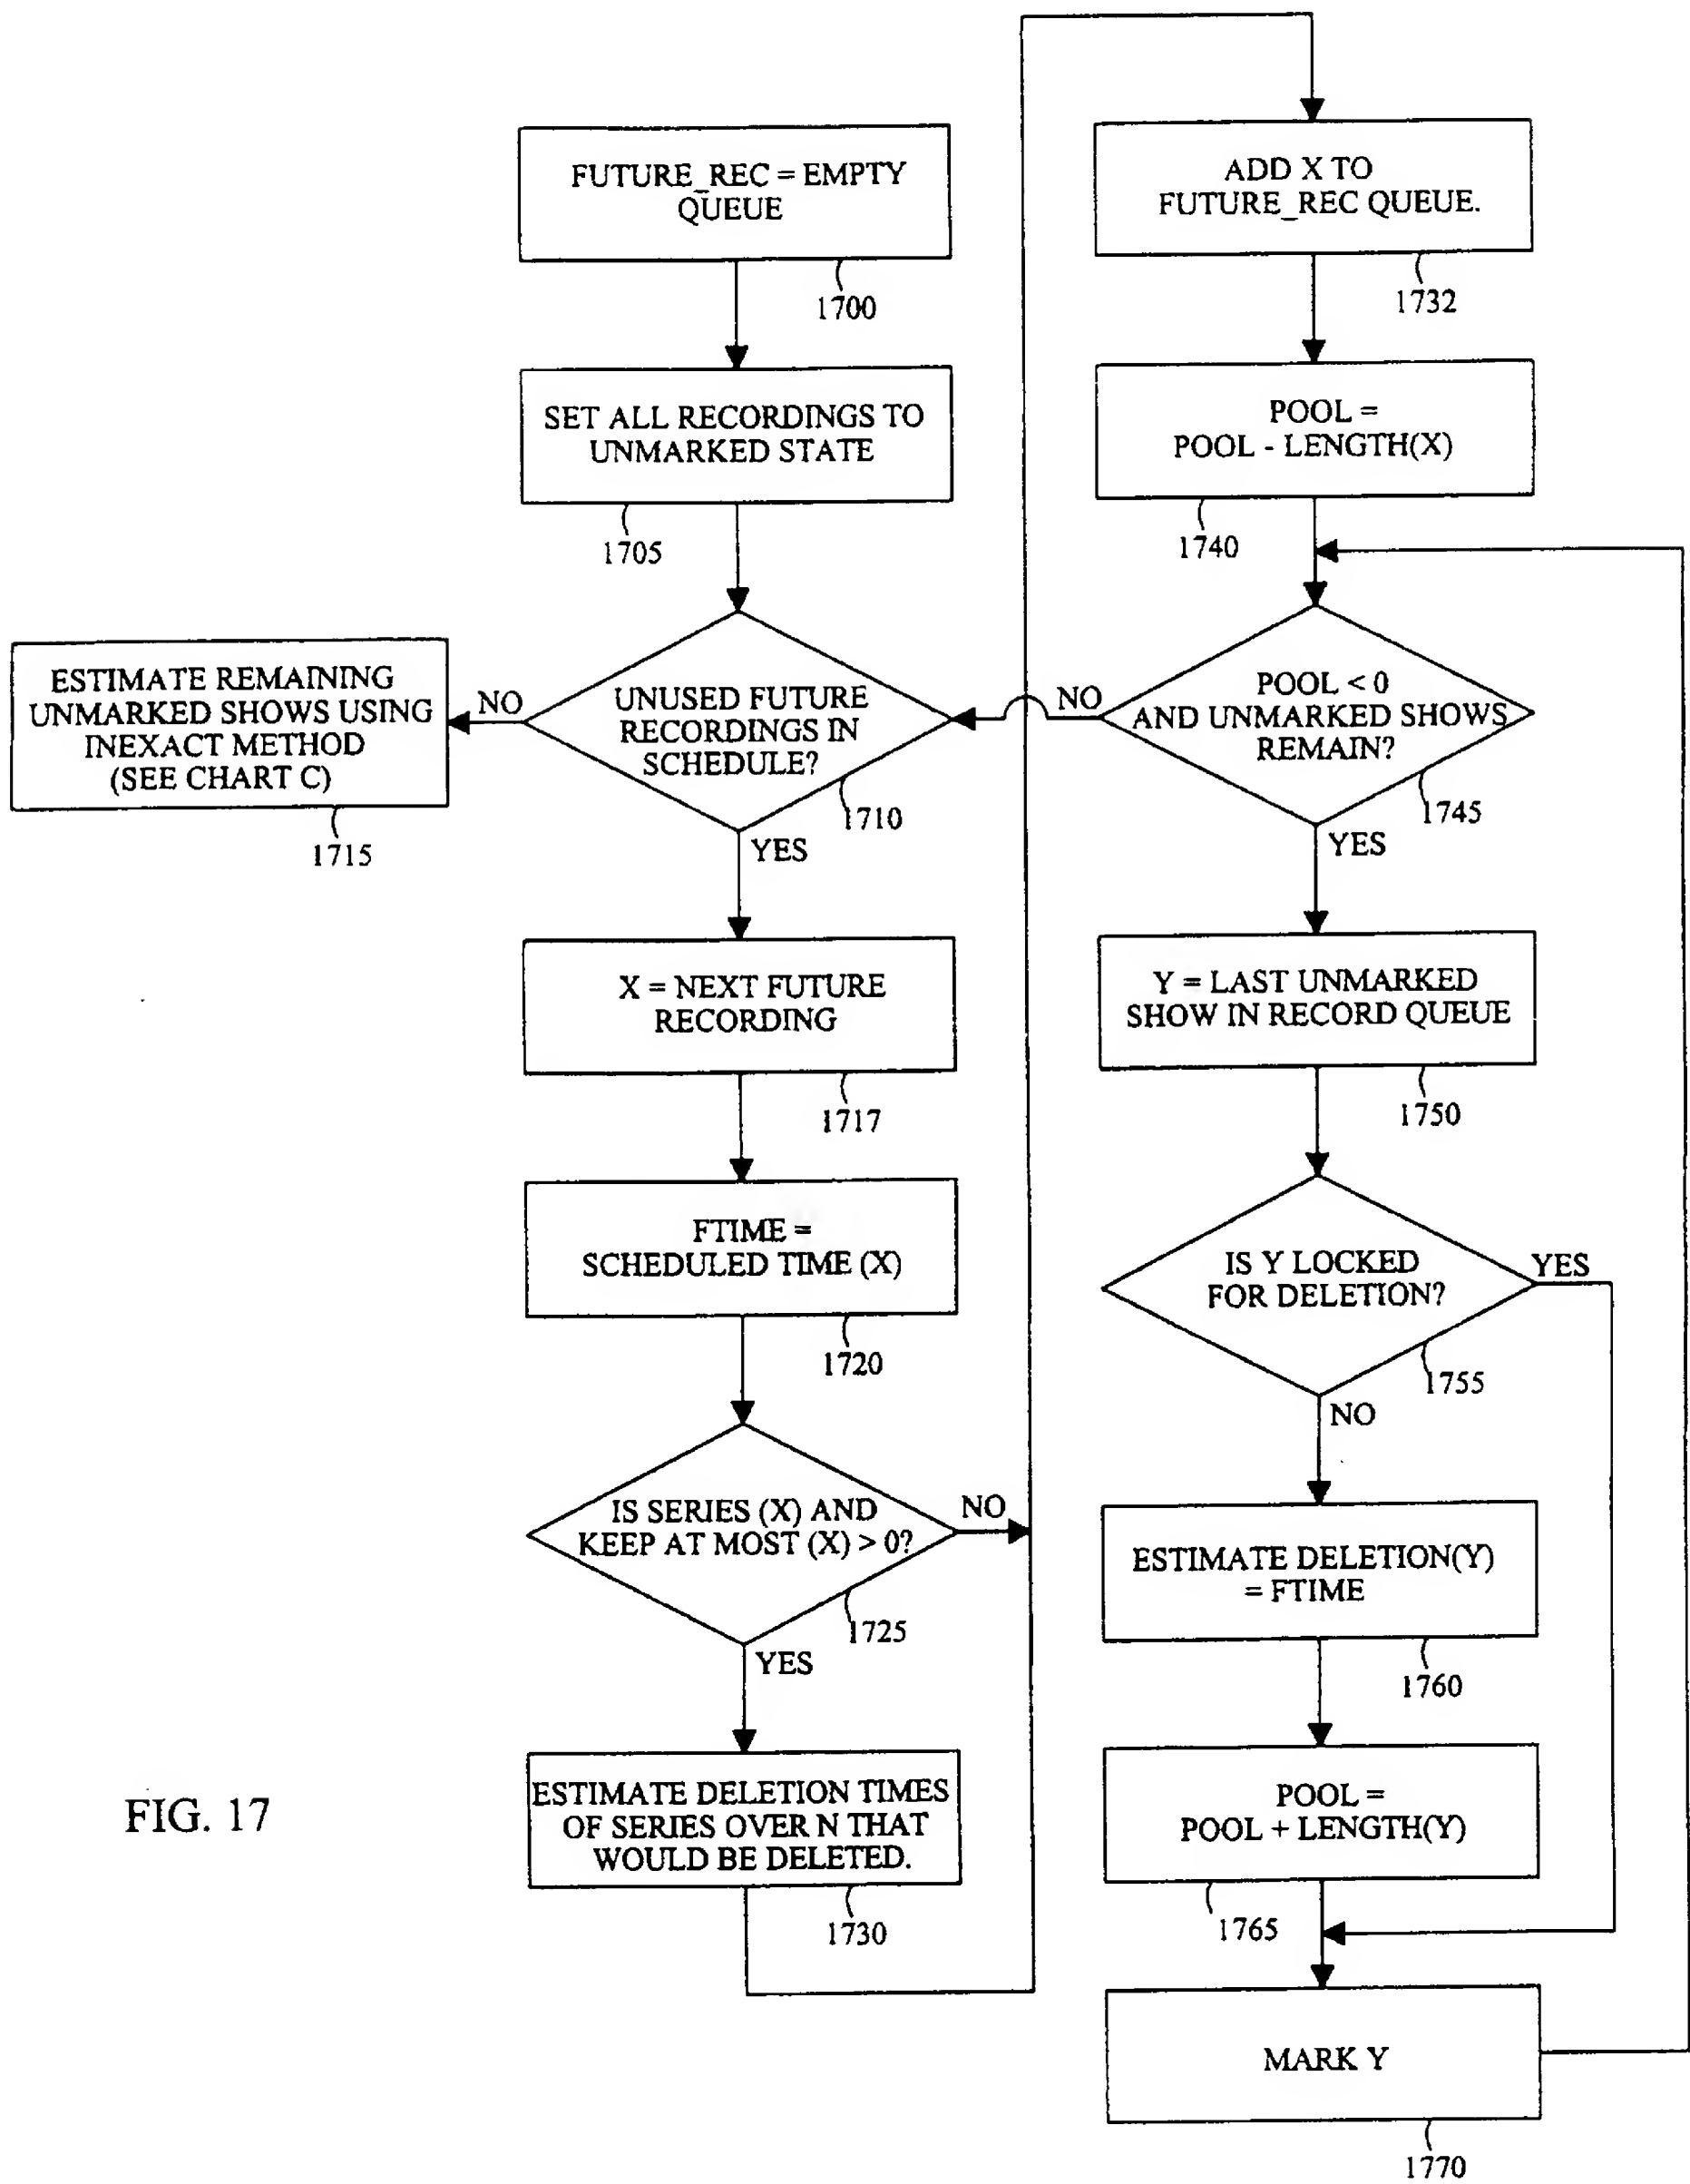 FUTURE_REC = EMPTY
QUEUE
1700
SET ALL RECORDINGS TO
UNMARKED STATE
1705
UNUSED FUTURE
RECORDINGS IN
SCHEDULE?
1710
NO
YES
ESTIMATE REMAINING
UNMARKED SHOWS USING
INEXACT METHOD
(SEE CHART C)
1715
X = NEXT FUTURE
RECORDING
1717
FTIME =
SCHEDULED TIME (X)
1720
IS SERIES (X) AND
KEEP AT MOST (X) > 0?
1725
NO
YES
ESTIMATE DELETION TIMES
OF SERIES OVER N THAT
WOULD BE DELETED.
1730
ADD X TO
FUTURE_REC QUEUE.
1732
POOL =
POOL - LENGTH(X)
1740
POOL < 0
AND UNMARKED SHOWS
REMAIN?
1745
NO
YES
Y = LAST UNMARKED
SHOW IN RECORD QUEUE
1750
IS Y LOCKED
FOR DELETION?
1755
YES
NO
ESTIMATE DELETION(Y)
= FTIME
1760
POOL =
POOL + LENGTH(Y)
1765
MARK Y
1770
FIG. 17